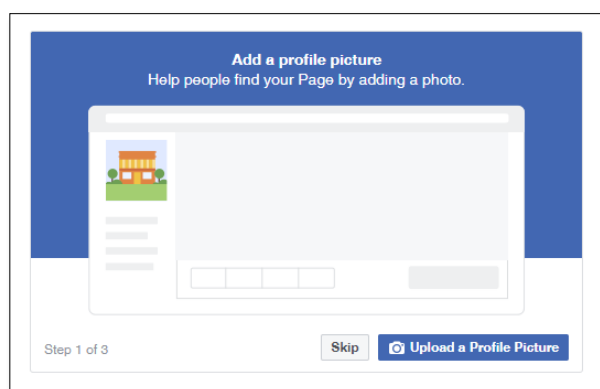 Add a profile picture
Help people find your Page by adding a photo.
Step 1 of 3
Skip
Upload a Profile Picture